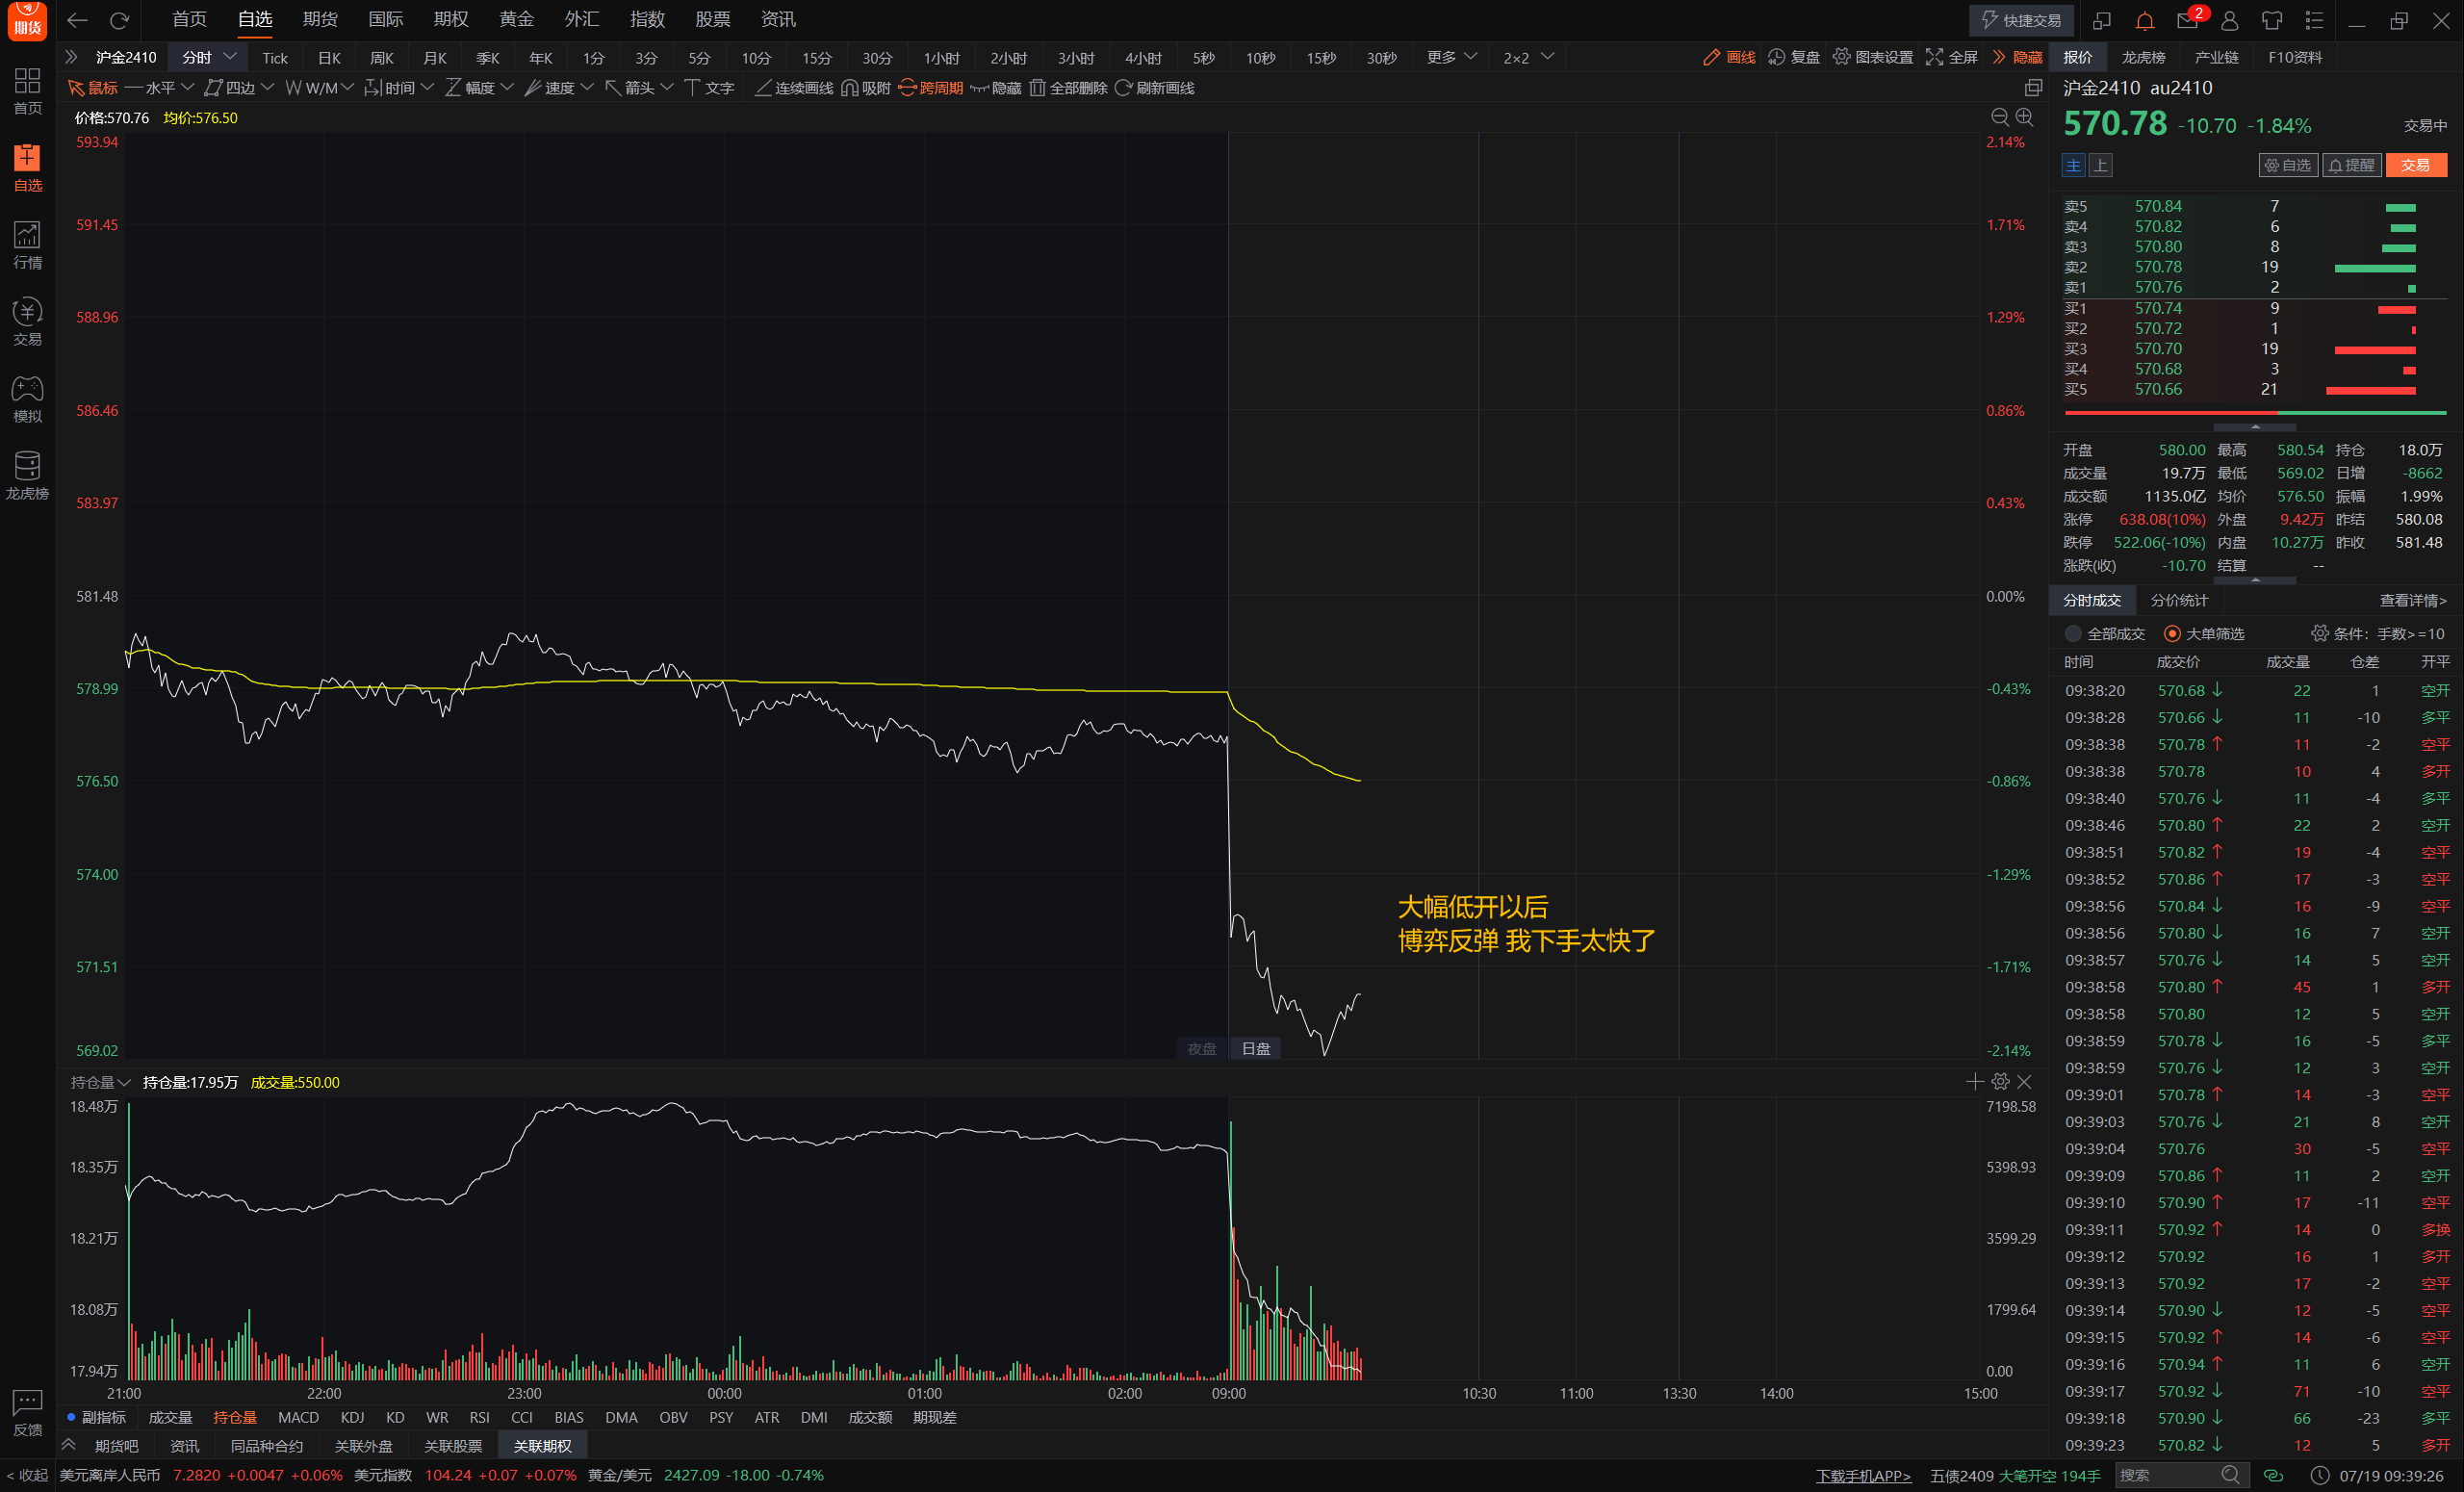 期货
首页 自选 期货 国际 期权 黄金 外汇 指数 股票 资讯
快捷交易 2
沪金2410 分时 Tick 日K 周K 月K 季K 年K 1分 3分 5分 10分 15分 30分 1小时 2小时 3小时 4小时 5秒 10秒 15秒 30秒 更多 2×2
画线 复盘 图表设置 全屏 隐藏
报价 龙虎榜 产业链 F10资料
鼠标 水平 四边 W/M 时间 幅度 速度 箭头 文字 连续画线 吸附 跨周期 隐藏 全部删除 刷新画线
首页
自选
行情
交易
模拟
龙虎榜
反馈
< 收起
价格:570.76 均价:576.50
593.94 2.14%
591.45 1.71%
588.96 1.29%
586.46 0.86%
583.97 0.43%
581.48 0.00%
578.99 -0.43%
576.50 -0.86%
574.00 -1.29%
571.51 -1.71%
569.02 -2.14%
大幅低开以后
博弈反弹 我下手太快了
夜盘 日盘
持仓量 持仓量:17.95万 成交量:550.00
18.48万 7198.58
18.35万 5398.93
18.21万 3599.29
18.08万 1799.64
17.94万 0.00
21:00 22:00 23:00 00:00 01:00 02:00 09:00 10:30 11:00 13:30 14:00 15:00
副指标 成交量 持仓量 MACD KDJ KD WR RSI CCI BIAS DMA OBV PSY ATR DMI 成交额 期现差
期货吧 资讯 同品种合约 关联外盘 关联股票 关联期权
沪金2410 au2410
570.78 -10.70 -1.84% 交易中
主 上 自选 提醒 交易
卖5 570.84 7
卖4 570.82 6
卖3 570.80 8
卖2 570.78 19
卖1 570.76 2
买1 570.74 9
买2 570.72 1
买3 570.70 19
买4 570.68 3
买5 570.66 21
开盘 580.00 最高 580.54 持仓 18.0万
成交量 19.7万 最低 569.02 日增 -8662
成交额 1135.0亿 均价 576.50 振幅 1.99%
涨停 638.08(10%) 外盘 9.42万 昨结 580.08
跌停 522.06(-10%) 内盘 10.27万 昨收 581.48
涨跌(收) -10.70 结算 --
分时成交 分价统计 查看详情>
全部成交 大单筛选 条件：手数>=10
时间 成交价 成交量 仓差 开平
09:38:20 570.68↓ 22 1 空开
09:38:28 570.66↓ 11 -10 多平
09:38:38 570.78↑ 11 -2 空平
09:38:38 570.78 10 4 多开
09:38:40 570.76↓ 11 -4 多平
09:38:46 570.80↑ 22 2 空开
09:38:51 570.82↑ 19 -4 空平
09:38:52 570.86↑ 17 -3 空平
09:38:56 570.84↓ 16 -9 空平
09:38:56 570.80↓ 16 7 空开
09:38:57 570.76↓ 14 5 空开
09:38:58 570.80↑ 45 1 多开
09:38:58 570.80 12 5 空开
09:38:59 570.78↓ 16 -5 多平
09:38:59 570.76↓ 12 3 空开
09:39:01 570.78↑ 14 -3 空平
09:39:03 570.76↓ 21 8 空开
09:39:04 570.76 30 -5 空平
09:39:09 570.86↑ 11 2 空开
09:39:10 570.90↑ 17 -11 空平
09:39:11 570.92↑ 14 0 多换
09:39:12 570.92 16 1 多开
09:39:13 570.92 17 -2 空平
09:39:14 570.90↓ 12 -5 空平
09:39:15 570.92↑ 14 -6 空平
09:39:16 570.94↑ 11 6 空开
09:39:17 570.92↓ 71 -10 空平
09:39:18 570.90↓ 66 -23 多平
09:39:23 570.82↓ 12 5 多开
美元离岸人民币 7.2820 +0.0047 +0.06% 美元指数 104.24 +0.07 +0.07% 黄金/美元 2427.09 -18.00 -0.74%
下载手机APP> 五债2409 大笔开空 194手 搜索 07/19 09:39:26